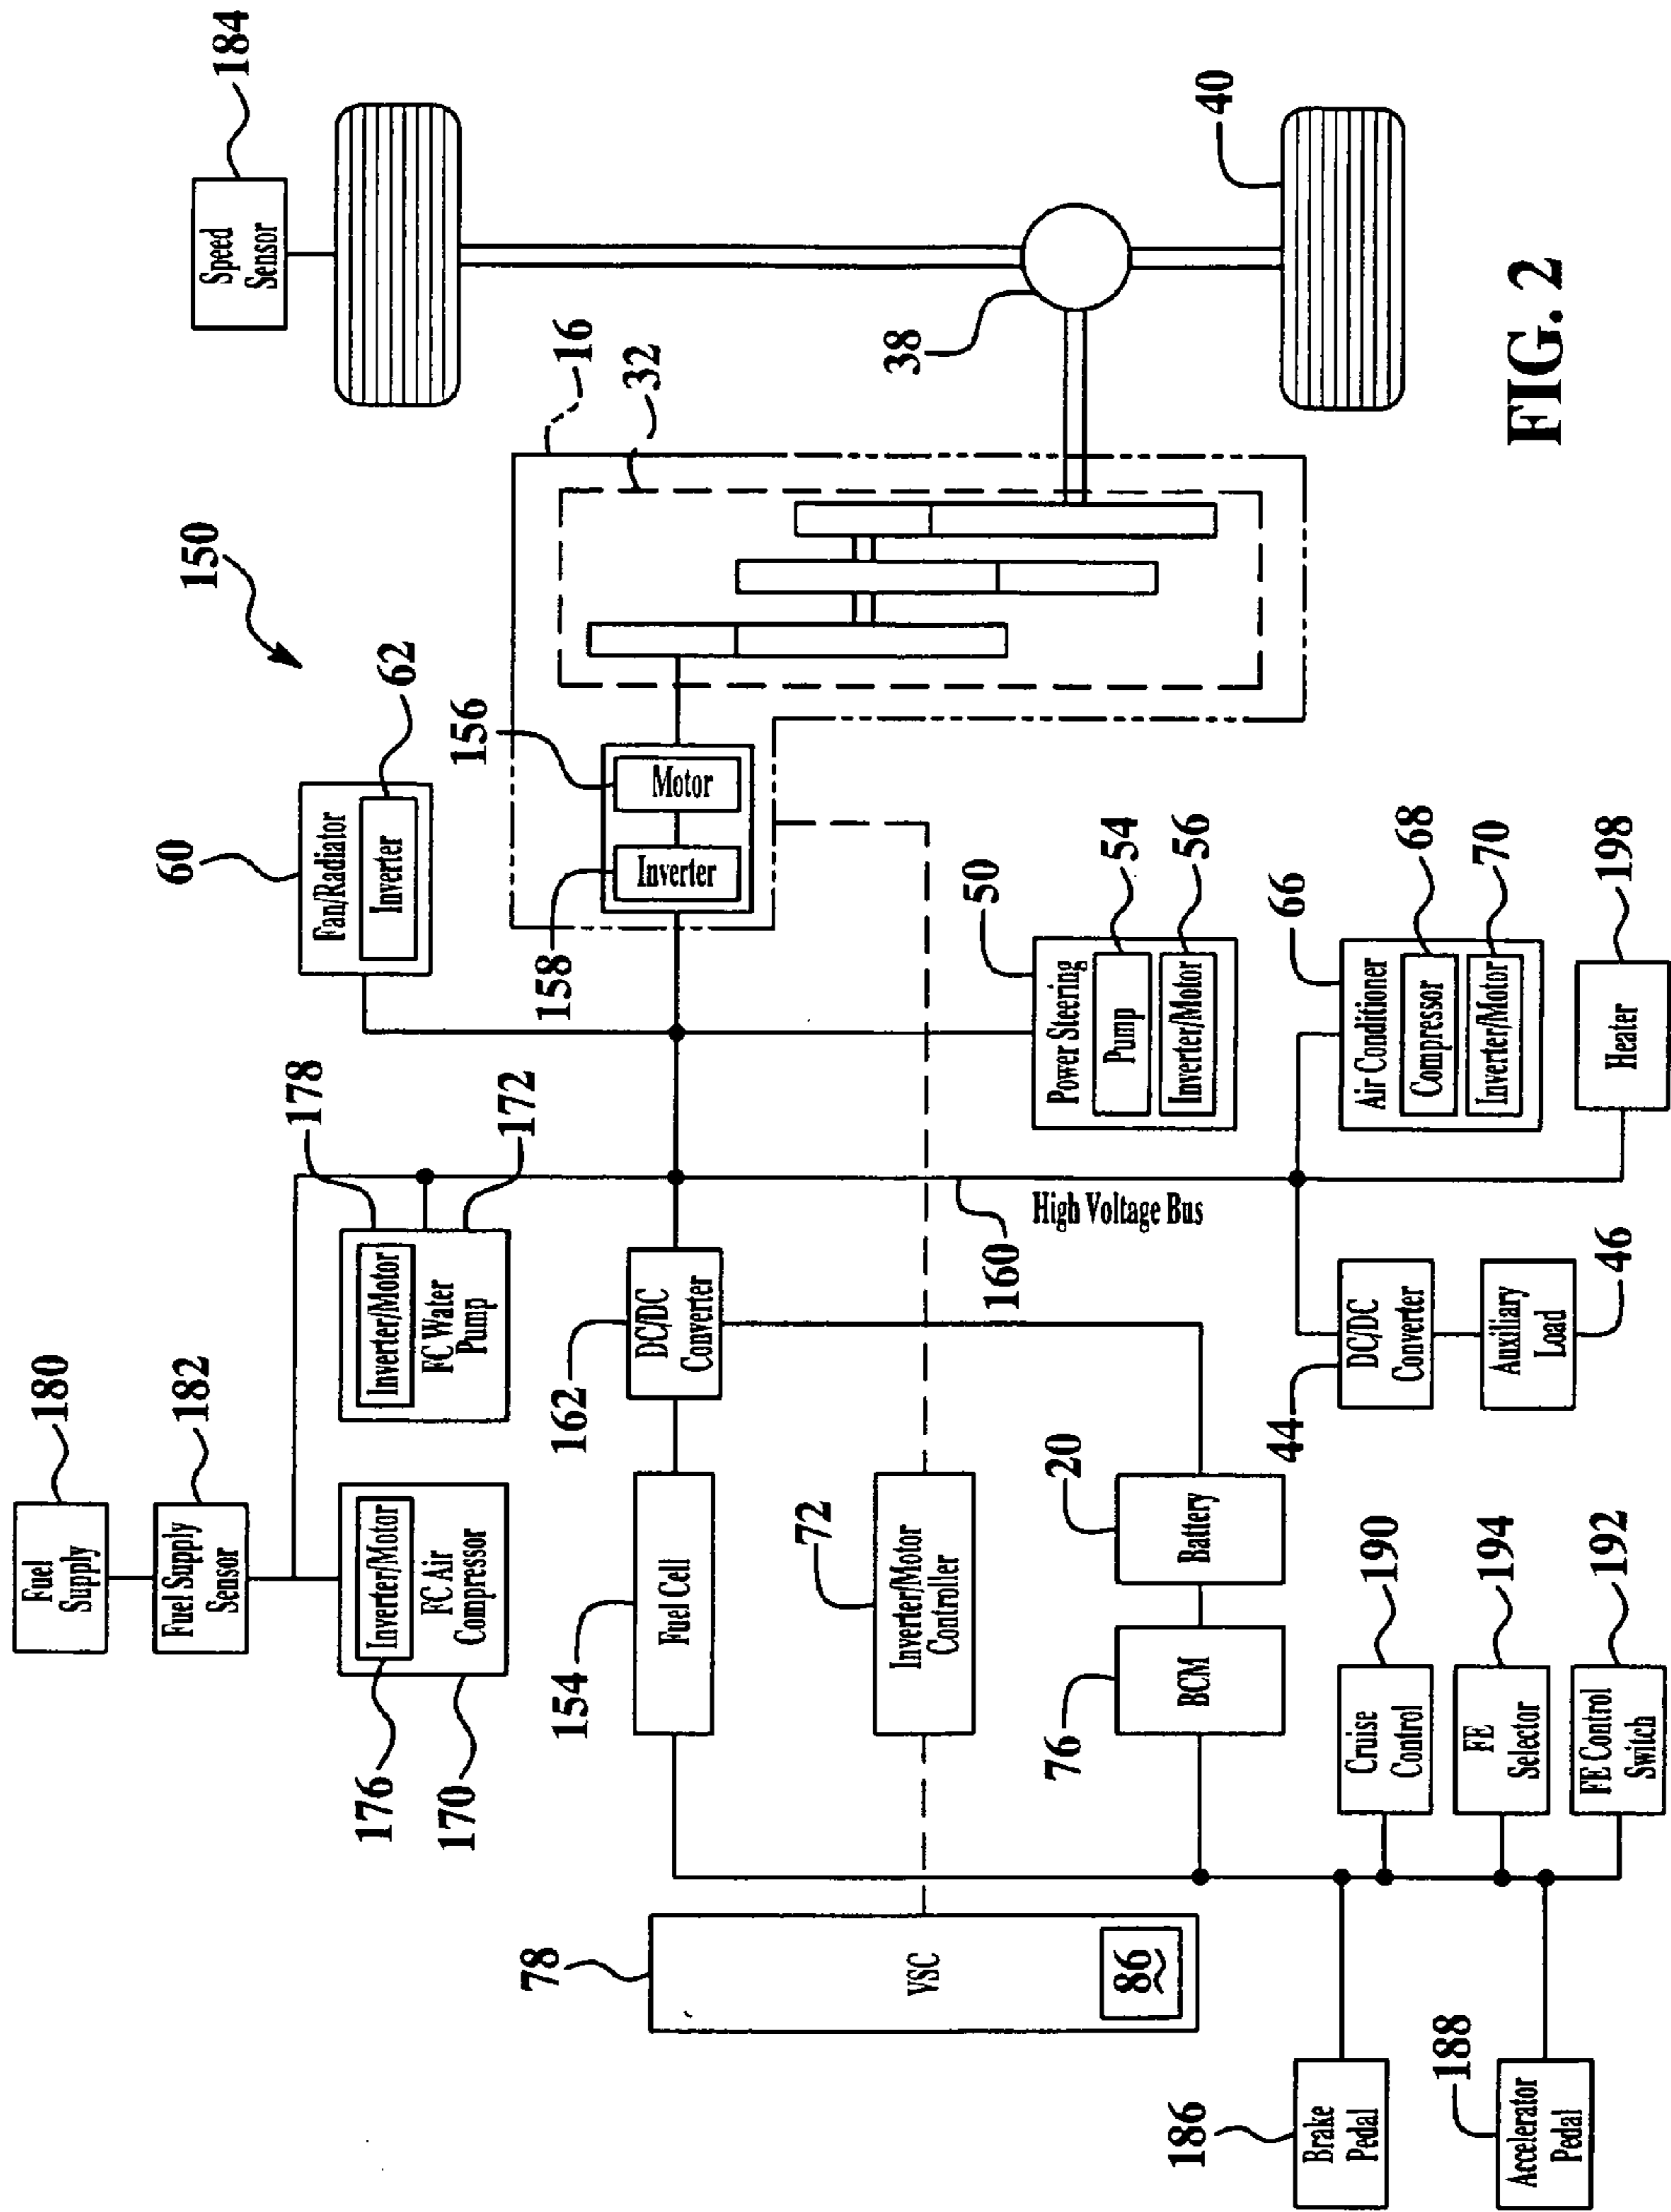 150
184
Speed
Sensor
60
Fan/Radiator
Inverter
62
16
32
156
Motor
Inverter
158
38
40
180
Fuel
Supply
182
Fuel Supply
Sensor
178
172
Inverter/Motor
FC Water
Pump
176
170
Inverter/Motor
FC Air
Compressor
162
DC/DC
Converter
154
Fuel Cell
72
Inverter/Motor
Controller
High Voltage Bus
160
50
Power Steering
Pump
54
Inverter/Motor
56
66
Air Conditioner
Compressor
68
Inverter/Motor
70
198
Heater
20
Battery
76
BCM
44
DC/DC
Converter
Auxiliary
Load
46
78
VSC
86
190
Cruise
Control
194
FE
Selector
192
FE Control
Switch
186
Brake
Pedal
188
Accelerator
Pedal
FIG. 2